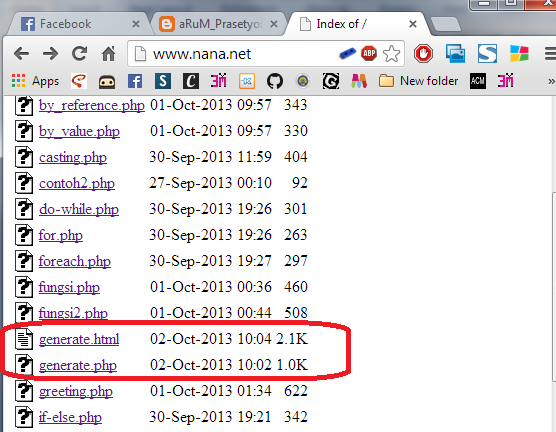 Facebook aRuM_Prasetyo: Index of /
www.nana.net ABP S
Apps f S C 3M G M New folder ACM 3M
by_reference.php 01-Oct-2013 09:57 343
by_value.php 01-Oct-2013 09:57 330
casting.php 30-Sep-2013 11:59 404
contoh2.php 27-Sep-2013 00:10 92
do-while.php 30-Sep-2013 19:26 301
for.php 30-Sep-2013 19:26 263
foreach.php 30-Sep-2013 19:27 297
fungsi.php 01-Oct-2013 00:36 460
fungsi2.php 01-Oct-2013 00:44 508
generate.html 02-Oct-2013 10:04 2.1K
generate.php 02-Oct-2013 10:02 1.0K
greeting.php 01-Oct-2013 01:34 622
if-else.php 30-Sep-2013 19:21 342